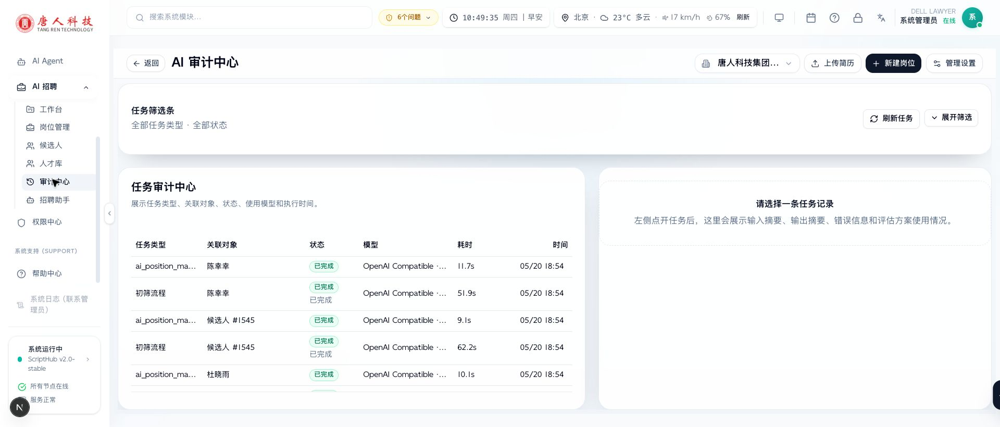 唐人科技
TANG REN TECHNOLOGY
搜索系统模块...
6个问题
10:49:35 周四 | 早安
北京 · 23°C 多云 · 17 km/h 67% 刷新
DELL LAWYER
系统管理员 在线
系
AI Agent
AI 招聘
工作台
岗位管理
候选人
人才库
审计中心
招聘助手
权限中心
系统支持 (SUPPORT)
帮助中心
系统日志 (联系管
理员)
系统运行中
ScriptHub v2.0-
stable
所有节点在线
服务正常
N
返回
AI 审计中心
唐人科技集团...
上传简历
新建岗位
管理设置
任务筛选条
全部任务类型 · 全部状态
刷新任务
展开筛选
任务审计中心
展示任务类型、关联对象、状态、使用模型和执行时间。
任务类型 关联对象 状态 模型 耗时 时间
ai_position_ma... 陈幸幸 已完成 OpenAI Compatible ·... 11.7s 05/20 18:54
初筛流程 陈幸幸 已完成 已完成 OpenAI Compatible ·... 51.9s 05/20 18:54
ai_position_ma... 候选人 #1545 已完成 OpenAI Compatible ·... 9.1s 05/20 18:54
初筛流程 候选人 #1545 已完成 已完成 OpenAI Compatible ·... 62.2s 05/20 18:54
ai_position_ma... 杜晓雨 已完成 OpenAI Compatible ·... 10.1s 05/20 18:54
请选择一条任务记录
左侧点开任务后，这里会展示输入摘要、输出摘要、错误信息和评估方案使用情况。